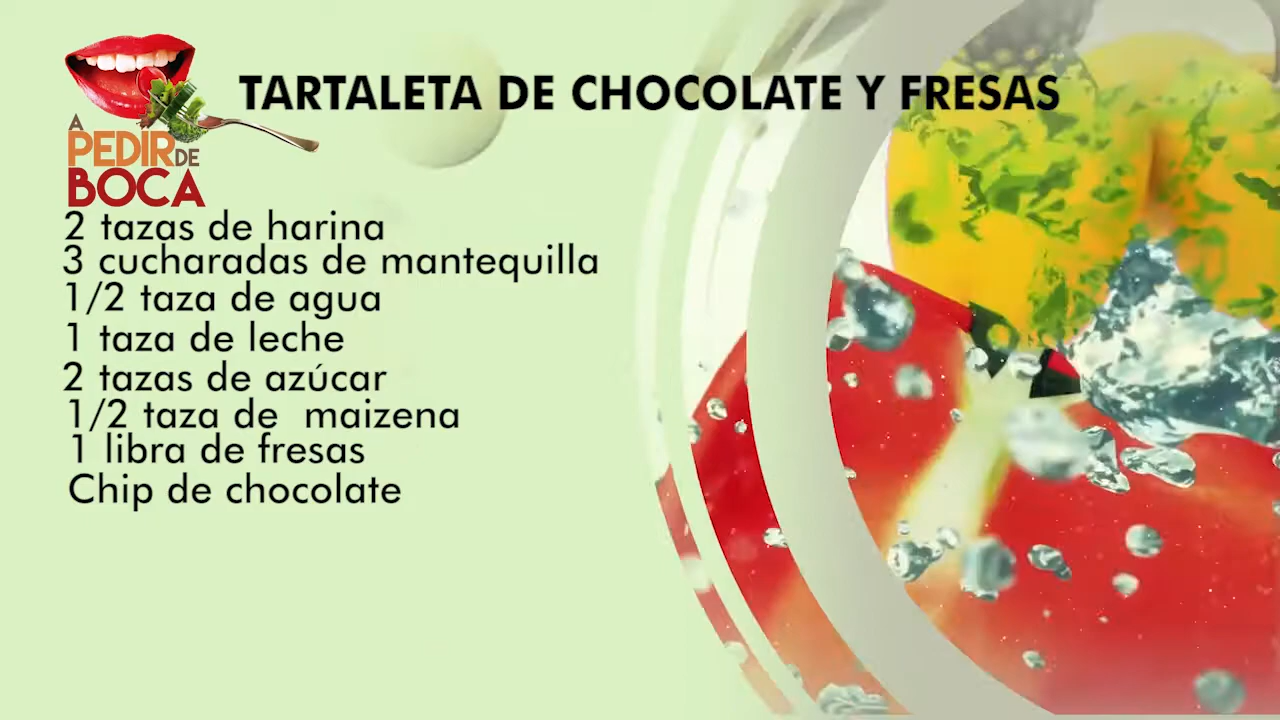 TARTALETA DE CHOCOLATE Y FRESAS
A
PEDIR DE
BOCA
2 tazas de harina
3 cucharadas de mantequilla
1/2 taza de agua
1 taza de leche
2 tazas de azúcar
1/2 taza de  maizena
1 libra de fresas
Chip de chocolate